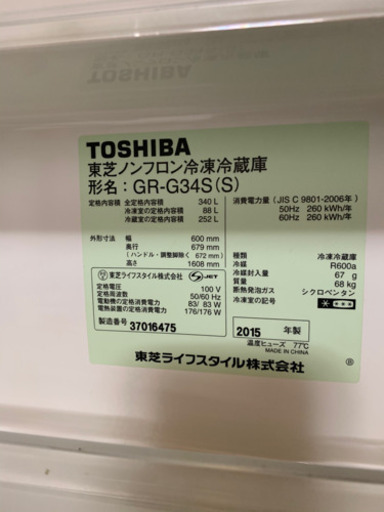 TOSHIBA
東芝ノンフロン冷凍冷蔵庫
形名:GR-G34S(S)
定格内容積 全定格内容積 340 L
冷凍室の内容積 88 L
冷蔵室の内容積 252 L
外形寸法 幅 600 mm
奥行 679 mm
(ハンドル・調整脚除く 672 mm)
高さ 1608 mm
東芝ライフスタイル株式会社 JET
定格電圧 100 V
定格周波数 50/60 Hz
電動機の定格消費電力 83/ 83 W
電熱装置の定格消費電力 176/176 W
製造番号 37016475
消費電力量(JIS C 9801-2006年)
50Hz 260 kWh/年
60Hz 260 kWh/年
種類 冷凍冷蔵庫
冷媒 R600a
冷媒封入量 67 g
質量 68 kg
断熱発泡ガス シクロペンタン
冷凍室の記号
2015 年製
温度ヒューズ 77℃
MADE IN CHINA
東芝ライフスタイル株式会社